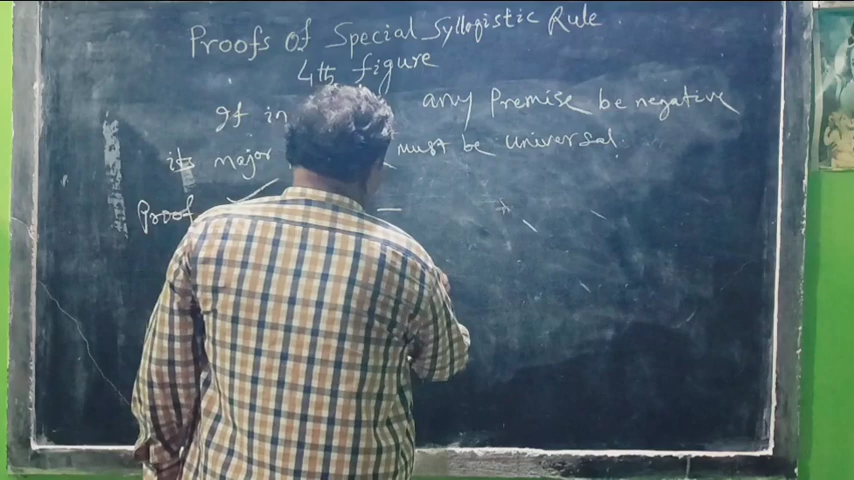 Proofs of Special Syllogistic Rule
4th figure
If in any Premise be negative
its major must be universal.
Proof